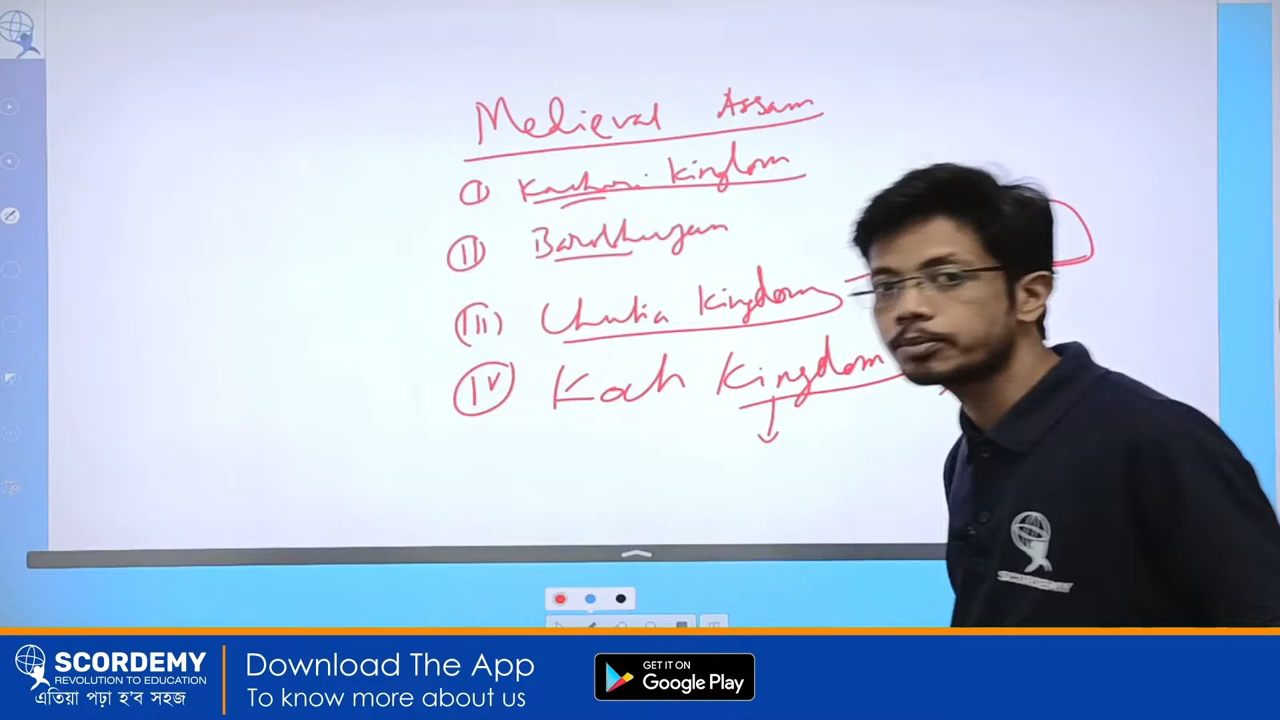 Medieval Assam
(I) Kachari Kingdom
(II) Barobhuyan
(III) Chutia Kingdom
(IV) Koch Kingdom
SCORDEMY
SCORDEMY
REVOLUTION TO EDUCATION
এতিয়া পঢ়া হ'ব সহজ
Download The App
To know more about us
GET IT ON
Google Play